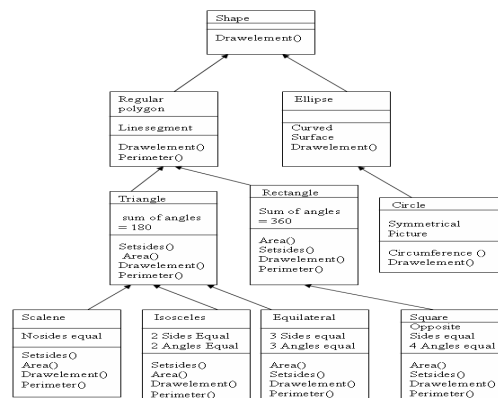 Shape
Drawelement()
Regular
polygon
Linesegment
Drawelement()
Perimeter()
Ellipse
Curved
Surface
Drawelement()
Triangle
sum of angles
= 180
Setsides()
Area()
Drawelement()
Perimeter()
Rectangle
Sum of angles
= 360
Area()
Setsides()
Drawelement()
Perimeter()
Circle
Symmetrical
Picture
Circumference ()
Drawelement()
Scalene
Nosides equal
Setsides()
Area()
Drawelement()
Perimeter()
Isosceles
2 Sides Equal
2 Angles Equal
Setsides()
Area()
Drawelement()
Perimeter()
Equilateral
3 Sides equal
3 Angles equal
Area()
Setsides()
Drawelement()
Perimeter()
Square
Opposite
Sides equal
4 Angles equal
Area()
Setsides()
Drawelement()
Perimeter()